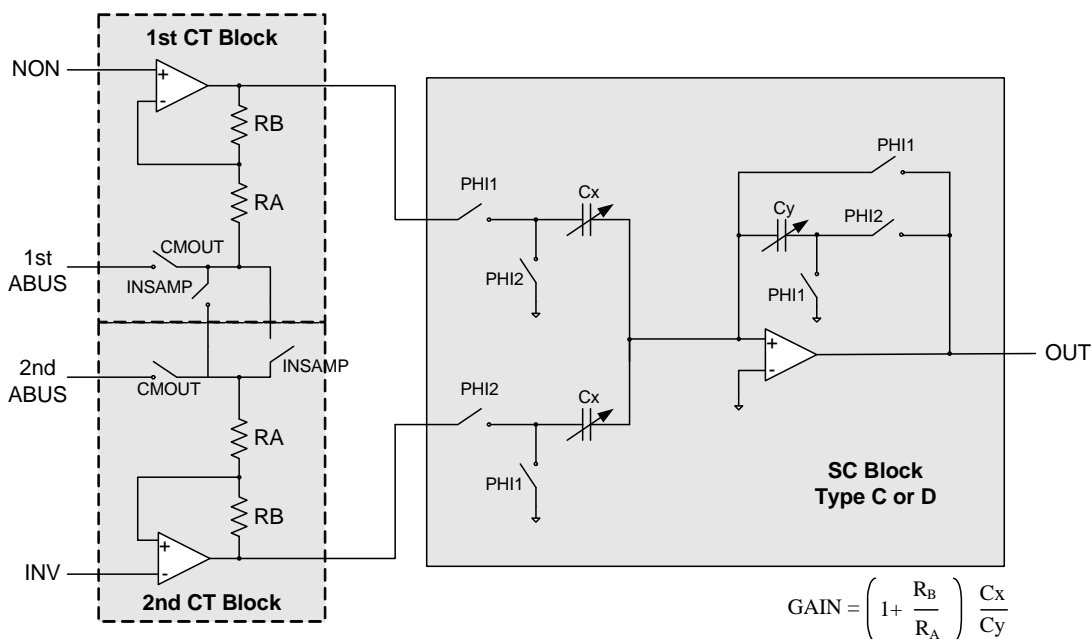 1st CT Block
NON
+
-
RB
RA
CMOUT
1st
ABUS
INSAMP
2nd
ABUS
CMOUT
INSAMP
RA
RB
+
-
INV
2nd CT Block
PHI1
Cx
PHI2
PHI2
Cx
PHI1
PHI1
Cy
PHI2
PHI1
+
-
OUT
SC Block
Type C or D
GAIN = ( 1+ RB / RA ) Cx / Cy